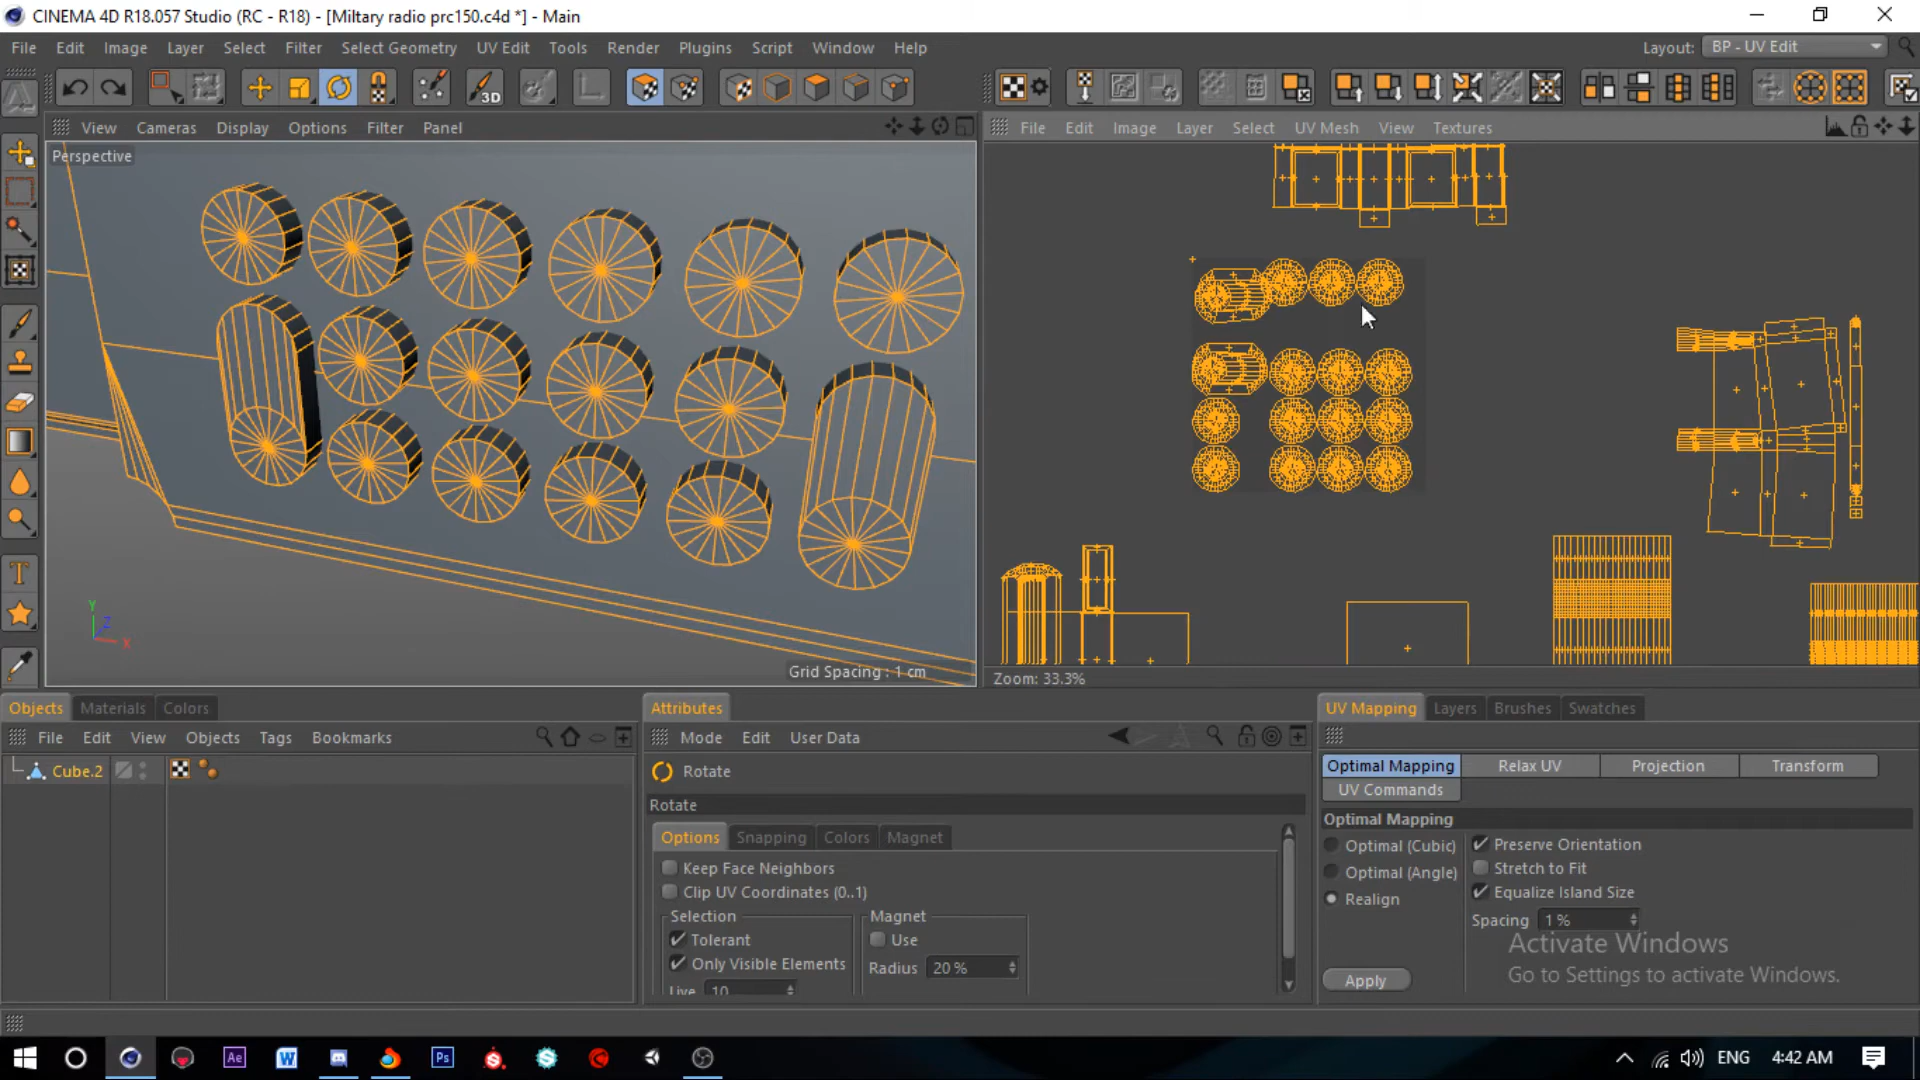 CINEMA 4D R18.057 Studio (RC - R18) - [Miltary radio prc150.c4d *] - Main
File Edit Image Layer Select Filter Select Geometry UV Edit Tools Render Plugins Script Window Help Layout: BP - UV Edit
3D
View Cameras Display Options Filter Panel
File Edit Image Layer Select UV Mesh View Textures
Perspective
Y
Z
X
Grid Spacing : 1 cm
Zoom: 33.3%
Objects Materials Colors
Attributes
UV Mapping Layers Brushes Swatches
File Edit View Objects Tags Bookmarks
Mode Edit User Data
Cube.2
Rotate
Rotate
Options Snapping Colors Magnet
Keep Face Neighbors
Clip UV Coordinates (0..1)
Selection
Magnet
Tolerant
Use
Only Visible Elements
Radius 20 %
Live 10
Optimal Mapping Relax UV Projection Transform
UV Commands
Optimal Mapping
Optimal (Cubic)
Preserve Orientation
Optimal (Angle)
Stretch to Fit
Realign
Equalize Island Size
Spacing 1 %
Apply
Activate Windows
Go to Settings to activate Windows.
Ae
W
Ps
ENG 4:42 AM